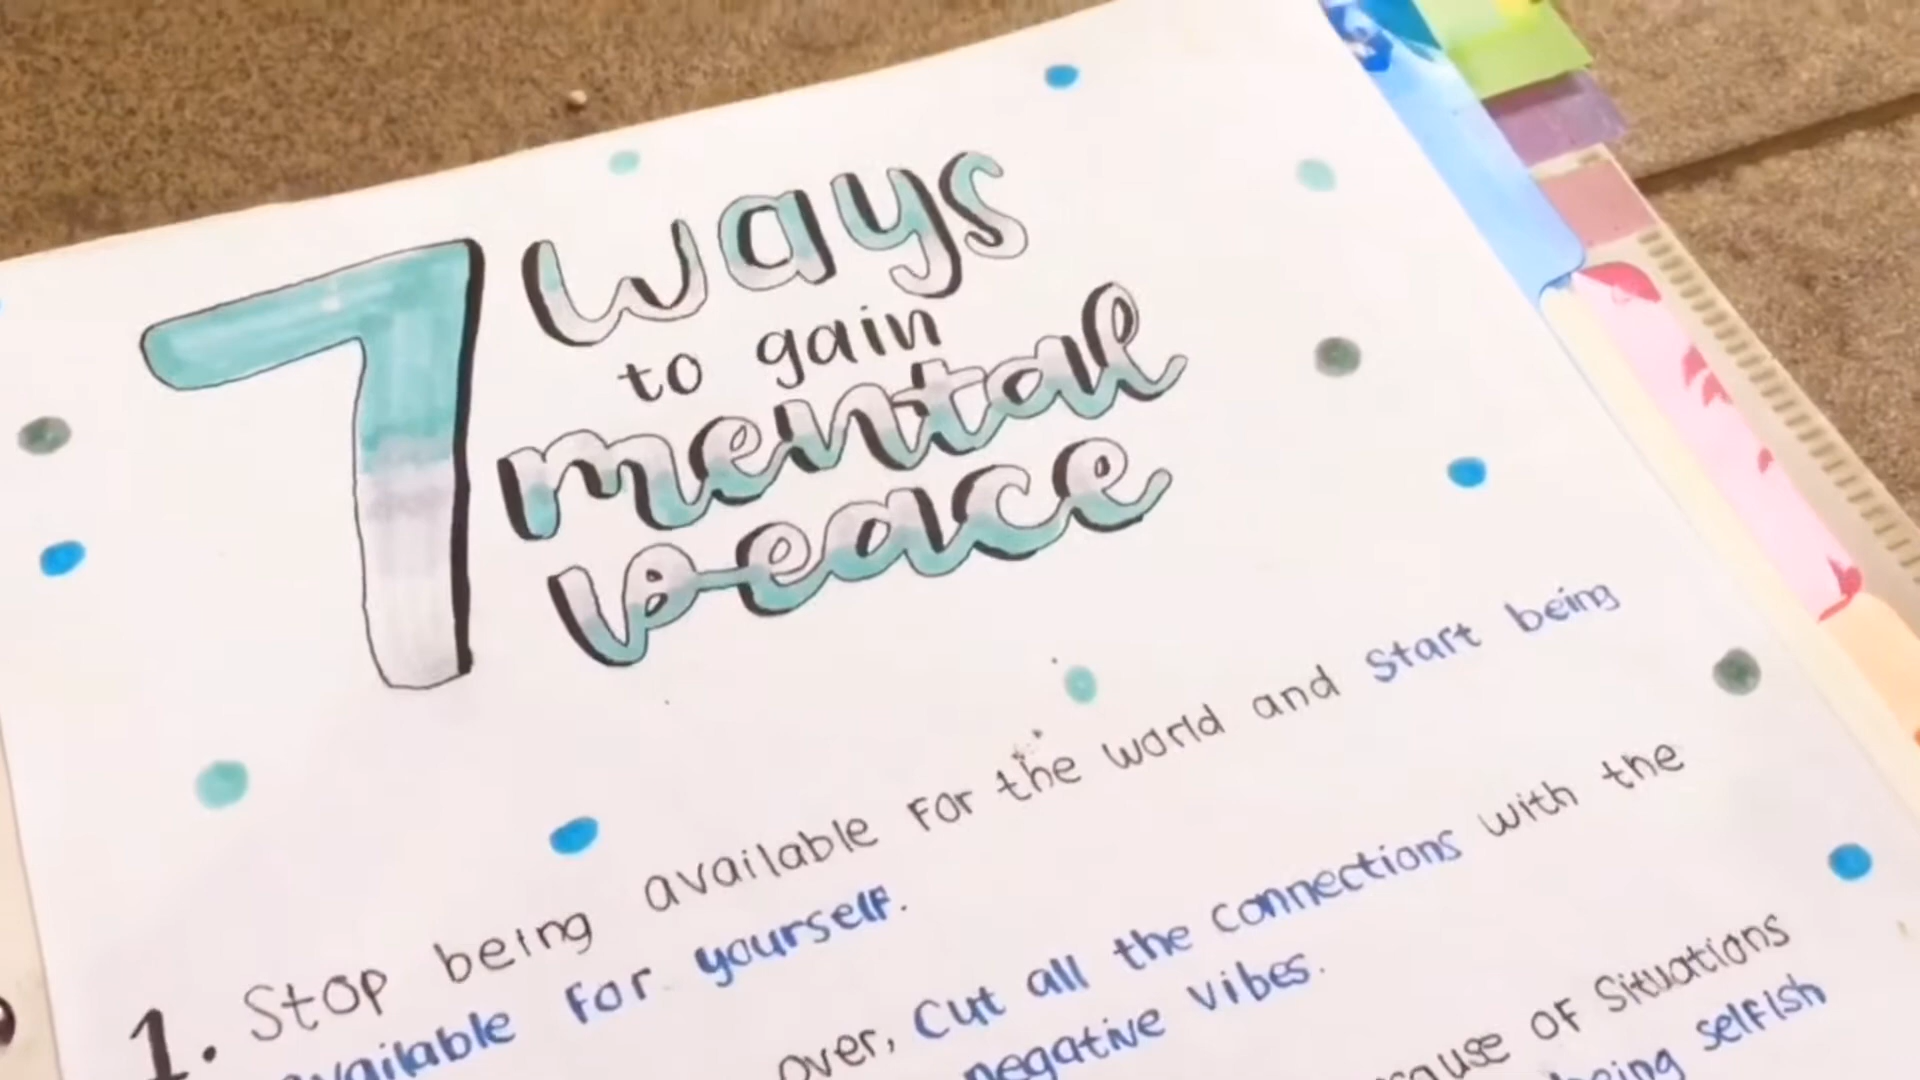 7 ways
to gain
mental
peace
1. Stop being available For the world and Start being
available For yourself.
over, Cut all the connections with the
negative vibes.
OF Situations
selfish